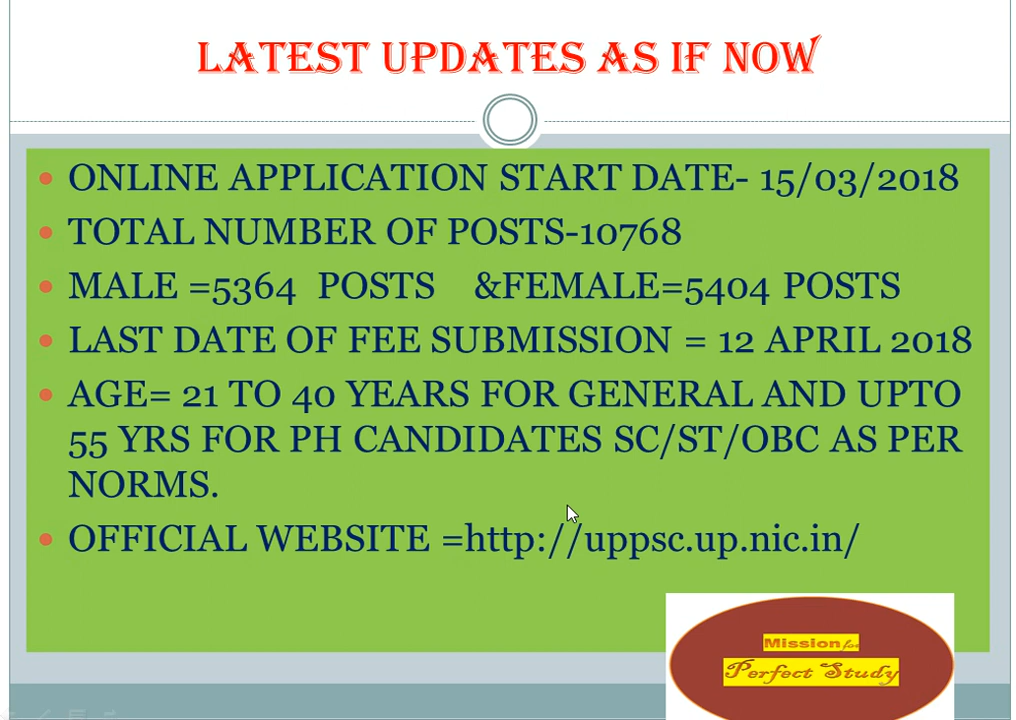 LATEST UPDATES AS IF NOW
• ONLINE APPLICATION START DATE- 15/03/2018
• TOTAL NUMBER OF POSTS-10768
• MALE =5364 POSTS &FEMALE=5404 POSTS
• LAST DATE OF FEE SUBMISSION = 12 APRIL 2018
• AGE= 21 TO 40 YEARS FOR GENERAL AND UPTO
55 YRS FOR PH CANDIDATES SC/ST/OBC AS PER
NORMS.
• OFFICIAL WEBSITE =http://uppsc.up.nic.in/
Mission for
Perfect Study